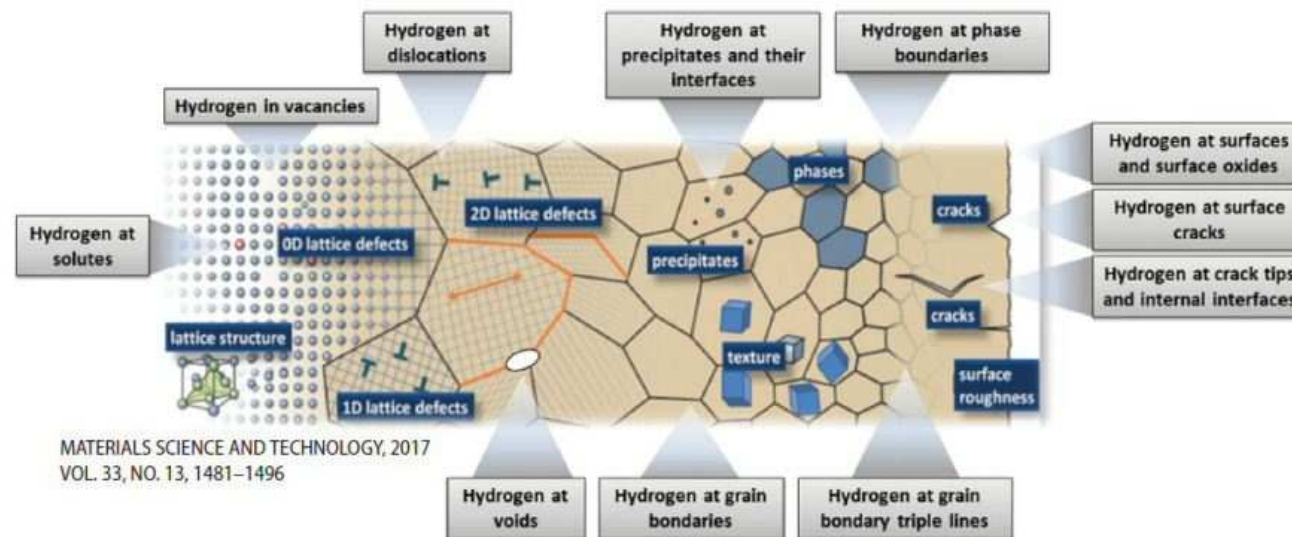 Hydrogen at
dislocations
Hydrogen at
precipitates and their
interfaces
Hydrogen at phase
boundaries
Hydrogen in vacancies
Hydrogen at surfaces
and surface oxides
Hydrogen at surface
cracks
Hydrogen at crack tips
and internal interfaces
Hydrogen at
solutes
phases
2D lattice defects
cracks
0D lattice defects
precipitates
cracks
lattice structure
texture
surface
roughness
1D lattice defects
MATERIALS SCIENCE AND TECHNOLOGY, 2017
VOL. 33, NO. 13, 1481–1496
Hydrogen at
voids
Hydrogen at grain
bondaries
Hydrogen at grain
bondary triple lines